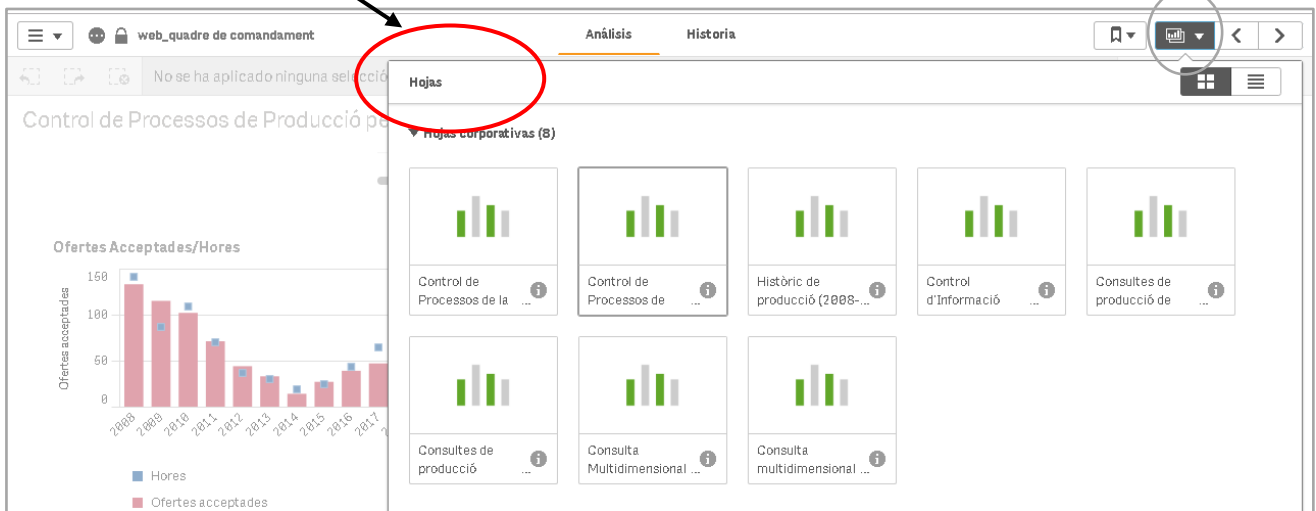 web_quadre de comandament
Análisis
Historia
No se ha aplicado ninguna selecció
Hojas
Control de Processos de Producció pe
Hojas corporativas (8)
Control de
Processos de la ...
Control de
Processos de ...
Històric de
producció (2008-...
Control
d'Informació ...
Consultes de
producció de ...
Consultes de
producció ...
Consulta
Multidimensional ...
Consulta
multidimensional ...
Ofertes Acceptades/Hores
Ofertes acceptades
160
100
60
0
2008 2009 2010 2011 2012 2013 2014 2015 2016 2017
Hores
Ofertes acceptades